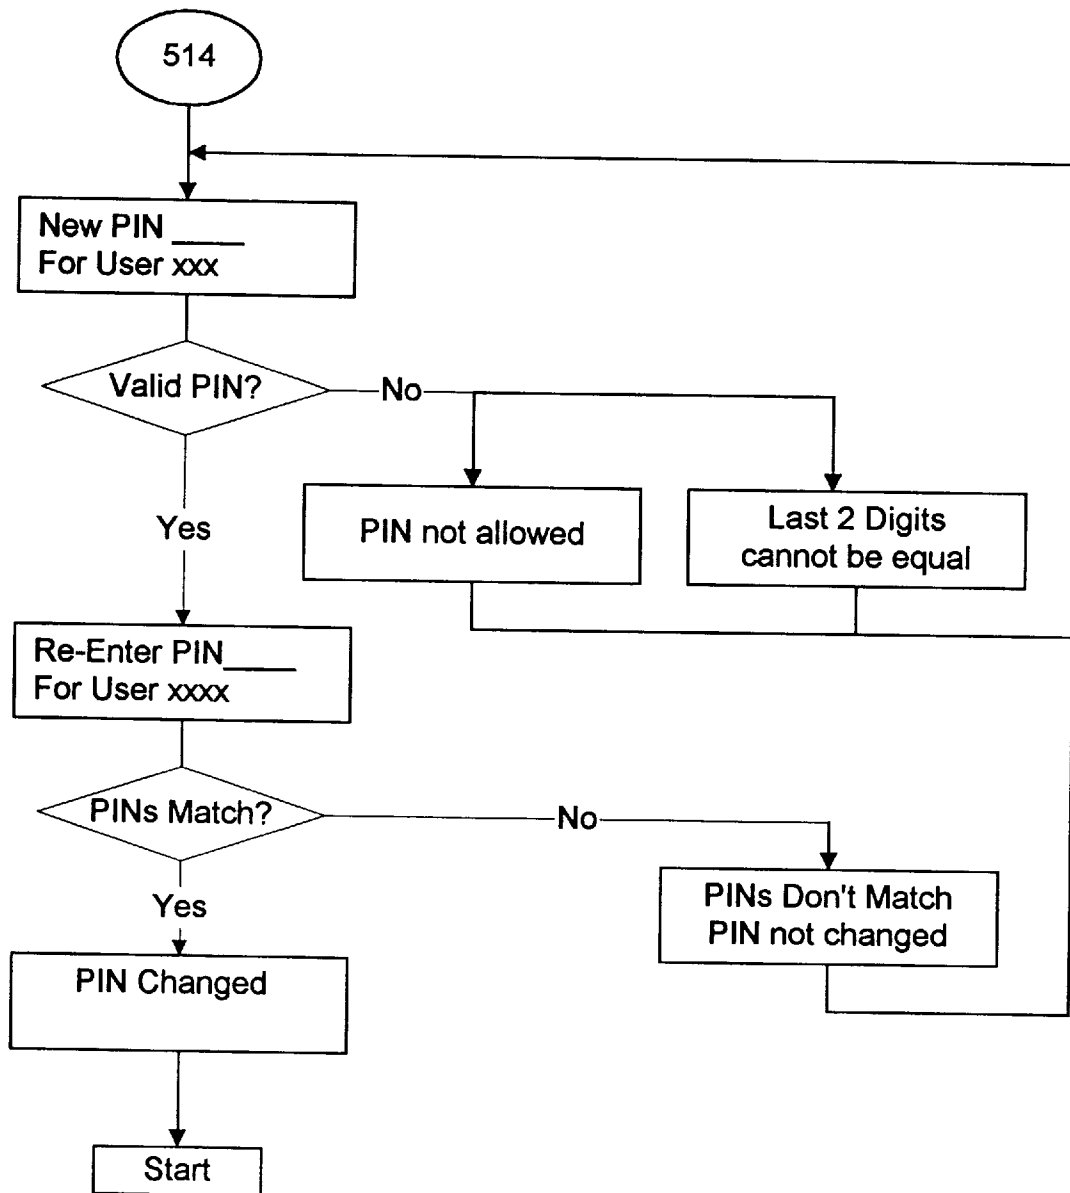 514
New PIN ____
For User xxx
Valid PIN?
No
Yes
PIN not allowed
Last 2 Digits
cannot be equal
Re-Enter PIN____
For User xxxx
PINs Match?
No
Yes
PINs Don't Match
PIN not changed
PIN Changed
Start